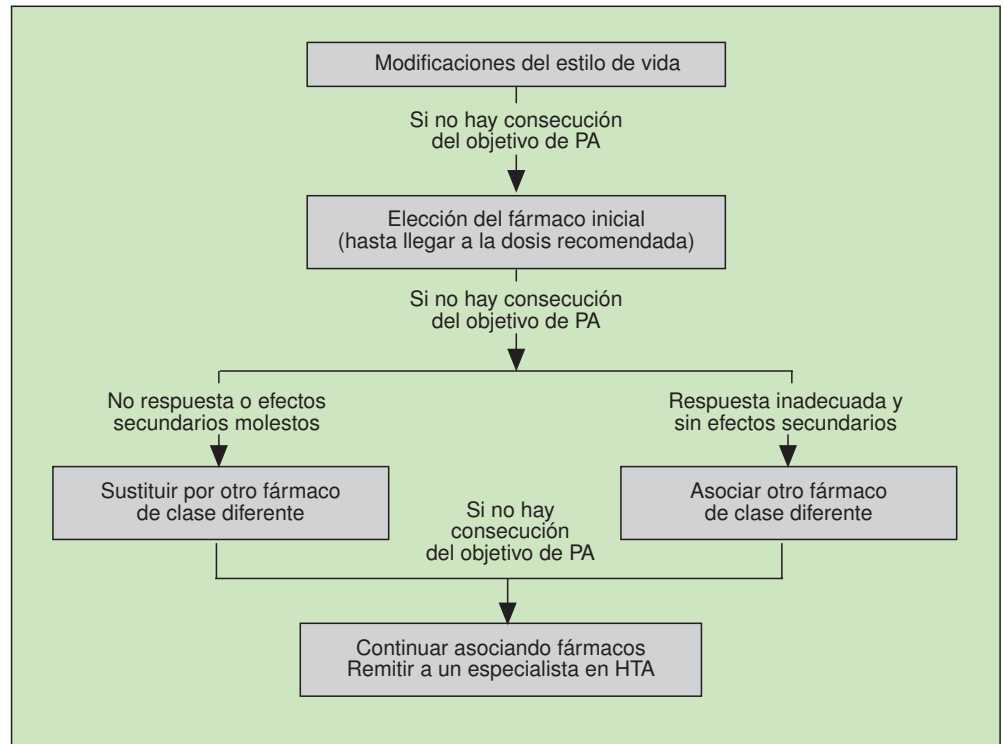 Modificaciones del estilo de vida
Si no hay consecución
del objetivo de PA
Elección del fármaco inicial
(hasta llegar a la dosis recomendada)
Si no hay consecución
del objetivo de PA
No respuesta o efectos
secundarios molestos
Respuesta inadecuada y
sin efectos secundarios
Sustituir por otro fármaco
de clase diferente
Asociar otro fármaco
de clase diferente
Si no hay
consecución
del objetivo de PA
Continuar asociando fármacos
Remitir a un especialista en HTA